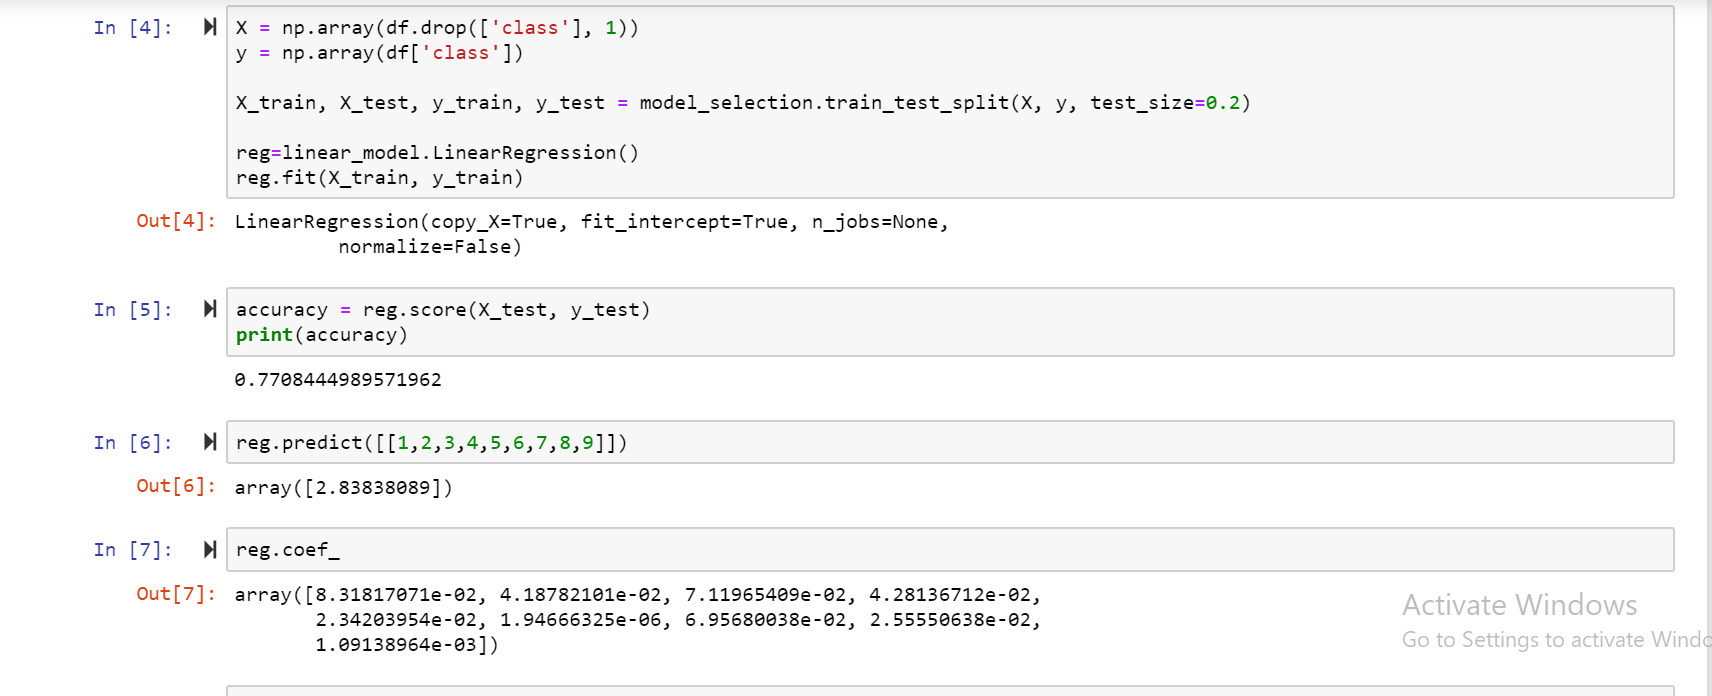 In [4]:
X = np.array(df.drop(['class'], 1))
y = np.array(df['class'])
X_train, X_test, y_train, y_test = model_selection.train_test_split(X, y, test_size=0.2)
reg=linear_model.LinearRegression()
reg.fit(X_train, y_train)
Out[4]:
LinearRegression(copy_X=True, fit_intercept=True, n_jobs=None,
normalize=False)
In [5]:
accuracy = reg.score(X_test, y_test)
print(accuracy)
0.7708444989571962
In [6]:
reg.predict([[1,2,3,4,5,6,7,8,9]])
Out[6]:
array([2.83838089])
In [7]:
reg.coef_
Out[7]:
array([8.31817071e-02, 4.18782101e-02, 7.11965409e-02, 4.28136712e-02,
2.34203954e-02, 1.94666325e-06, 6.95680038e-02, 2.55550638e-02,
1.09138964e-03])
Activate Windows
Go to Settings to activate Windo